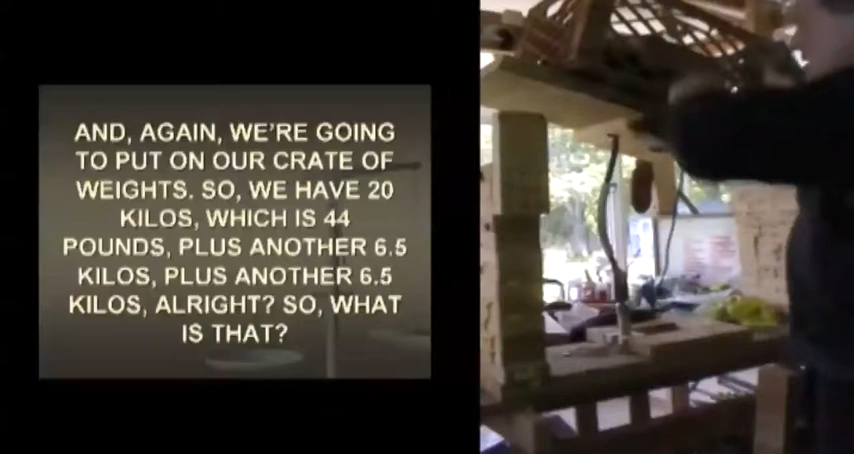 AND, AGAIN, WE'RE GOING
TO PUT ON OUR CRATE OF
WEIGHTS. SO, WE HAVE 20
KILOS, WHICH IS 44
POUNDS, PLUS ANOTHER 6.5
KILOS, PLUS ANOTHER 6.5
KILOS, ALRIGHT? SO, WHAT
IS THAT?